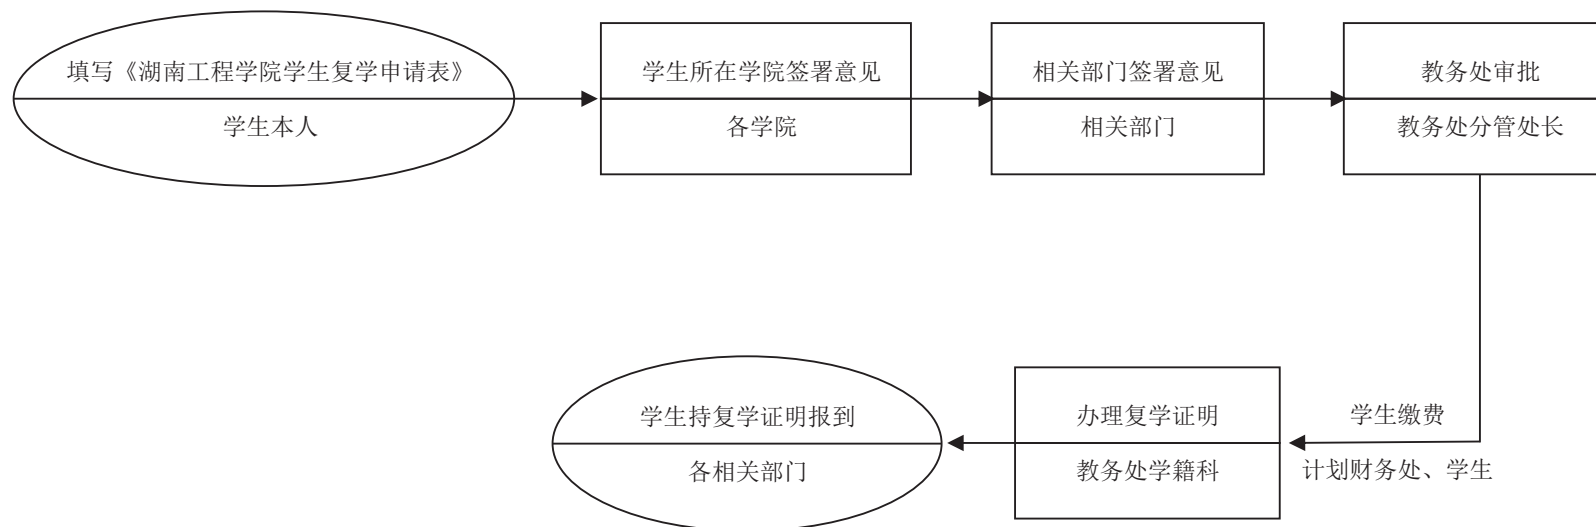 填写《湖南工程学院学生复学申请表》
学生本人
学生所在学院签署意见
各学院
相关部门签署意见
相关部门
教务处审批
教务处分管处长
学生缴费
计划财务处、学生
办理复学证明
教务处学籍科
学生持复学证明报到
各相关部门